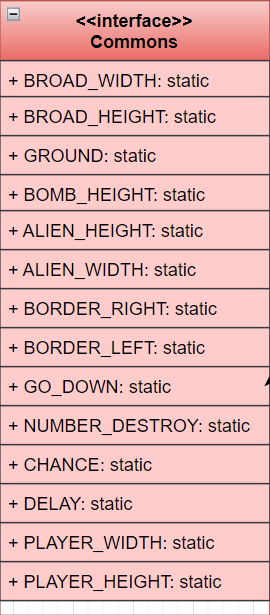 <<interface>>
Commons
+ BROAD_WIDTH: static
+ BROAD_HEIGHT: static
+ GROUND: static
+ BOMB_HEIGHT: static
+ ALIEN_HEIGHT: static
+ ALIEN_WIDTH: static
+ BORDER_RIGHT: static
+ BORDER_LEFT: static
+ GO_DOWN: static
+ NUMBER_DESTROY: static
+ CHANCE: static
+ DELAY: static
+ PLAYER_WIDTH: static
+ PLAYER_HEIGHT: static